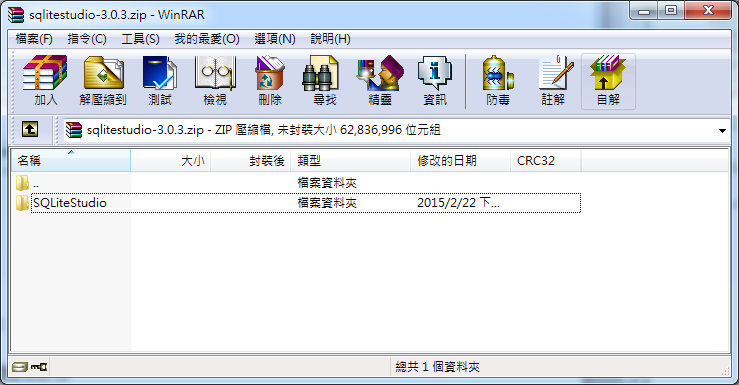 sqlitestudio-3.0.3.zip - WinRAR
檔案(F) 指令(C) 工具(S) 我的最愛(O) 選項(N) 說明(H)
加入 解壓縮到 測試 檢視 刪除 尋找 精靈 資訊 防毒 註解 自解
sqlitestudio-3.0.3.zip - ZIP 壓縮檔, 未封裝大小 62,836,996 位元組
名稱 大小 封裝後 類型 修改的日期 CRC32
.. 檔案資料夾
SQLiteStudio 檔案資料夾 2015/2/22 下...
總共 1 個資料夾